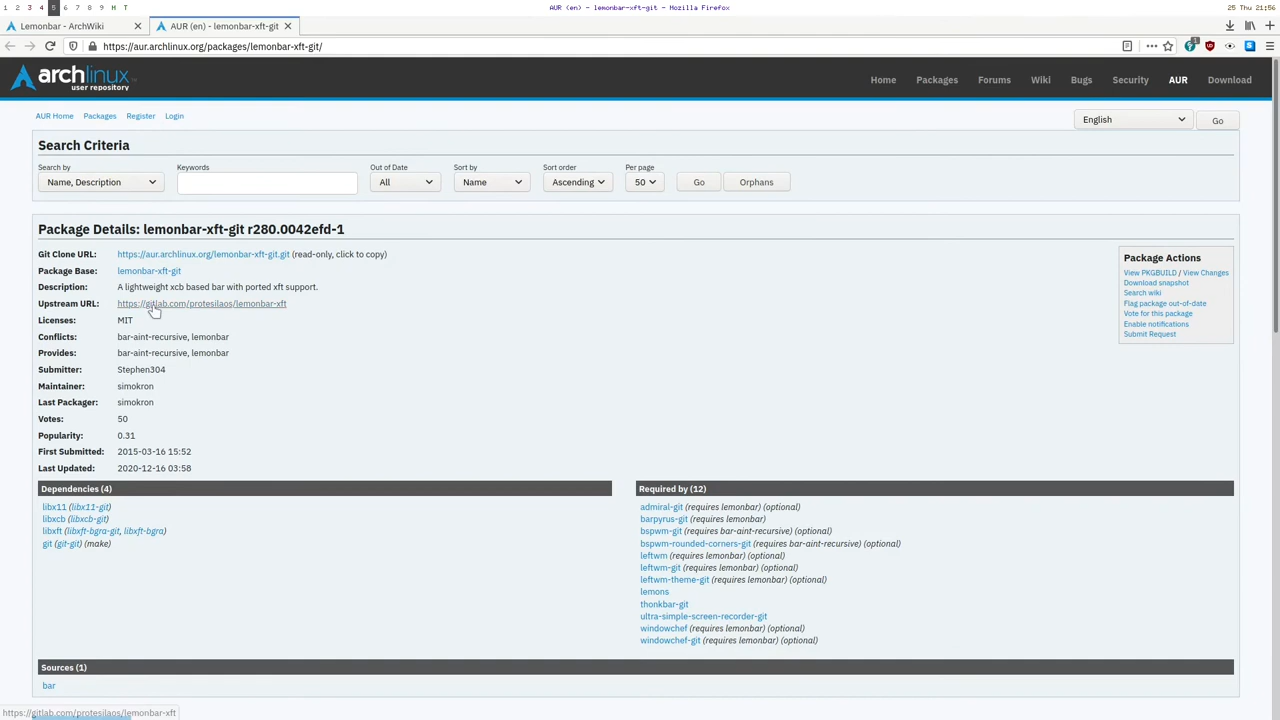 1 2 3 4 5 6 7 8 9 H T
AUR (en) - lemonbar-xft-git - Mozilla Firefox
25 Thu 21:56
Lemonbar - ArchWiki
AUR (en) - lemonbar-xft-git
https://aur.archlinux.org/packages/lemonbar-xft-git/
archlinux
user repository
Home Packages Forums Wiki Bugs Security AUR Download
AUR Home Packages Register Login
English
Go
Search Criteria
Search by Keywords Out of Date Sort by Sort order Per page
Name, Description All Name Ascending 50 Go Orphans
Package Details: lemonbar-xft-git r280.0042efd-1
Git Clone URL: https://aur.archlinux.org/lemonbar-xft-git.git (read-only, click to copy)
Package Base: lemonbar-xft-git
Description: A lightweight xcb based bar with ported xft support.
Upstream URL: https://gitlab.com/protesilaos/lemonbar-xft
Licenses: MIT
Conflicts: bar-aint-recursive, lemonbar
Provides: bar-aint-recursive, lemonbar
Submitter: Stephen304
Maintainer: simokron
Last Packager: simokron
Votes: 50
Popularity: 0.31
First Submitted: 2015-03-16 15:52
Last Updated: 2020-12-16 03:58
Package Actions
View PKGBUILD / View Changes
Download snapshot
Search wiki
Flag package out-of-date
Vote for this package
Enable notifications
Submit Request
Dependencies (4)
libx11 (libx11-git)
libxcb (libxcb-git)
libxft (libxft-bgra-git, libxft-bgra)
git (git-git) (make)
Required by (12)
admiral-git (requires lemonbar) (optional)
barpyrus-git (requires lemonbar)
bspwm-git (requires bar-aint-recursive) (optional)
bspwm-rounded-corners-git (requires bar-aint-recursive) (optional)
leftwm (requires lemonbar) (optional)
leftwm-git (requires lemonbar) (optional)
leftwm-theme-git (requires lemonbar) (optional)
lemons
thonkbar-git
ultra-simple-screen-recorder-git
windowchef (requires lemonbar) (optional)
windowchef-git (requires lemonbar) (optional)
Sources (1)
bar
https://gitlab.com/protesilaos/lemonbar-xft